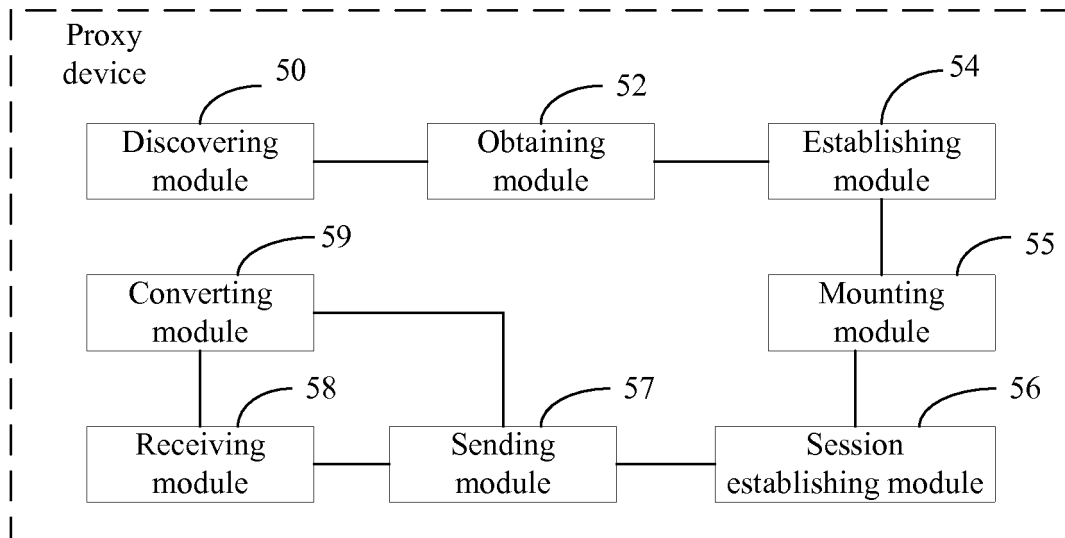 Proxy
device
50
52
54
Discovering
module
Obtaining
module
Establishing
module
59
55
Converting
module
Mounting
module
58
57
56
Receiving
module
Sending
module
Session
establishing module